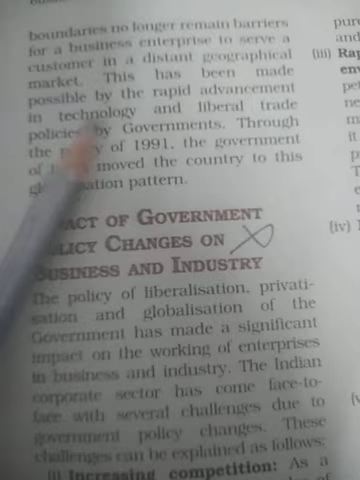 boundaries no longer remain barriers
for a business enterprise to serve a
customer in a distant geographical
market. This has been made
possible by the rapid advancement
in technology and liberal trade
policies by Governments. Through
the of 1991, the government
of moved the country to this
pattern.
OF GOVERNMENT
CHANGES ON
BUSINESS AND INDUSTRY
The policy of liberalisation, privati-
sation and globalisation of the
Government has made a significant
impact on the working of enterprises
in business and industry. The Indian
corporate sector has come face-to-
face with several challenges due to
government policy changes. These
challenges can be explained as follows:
(i) Increasing competition: As a
and
(iii) Rap
(iv)